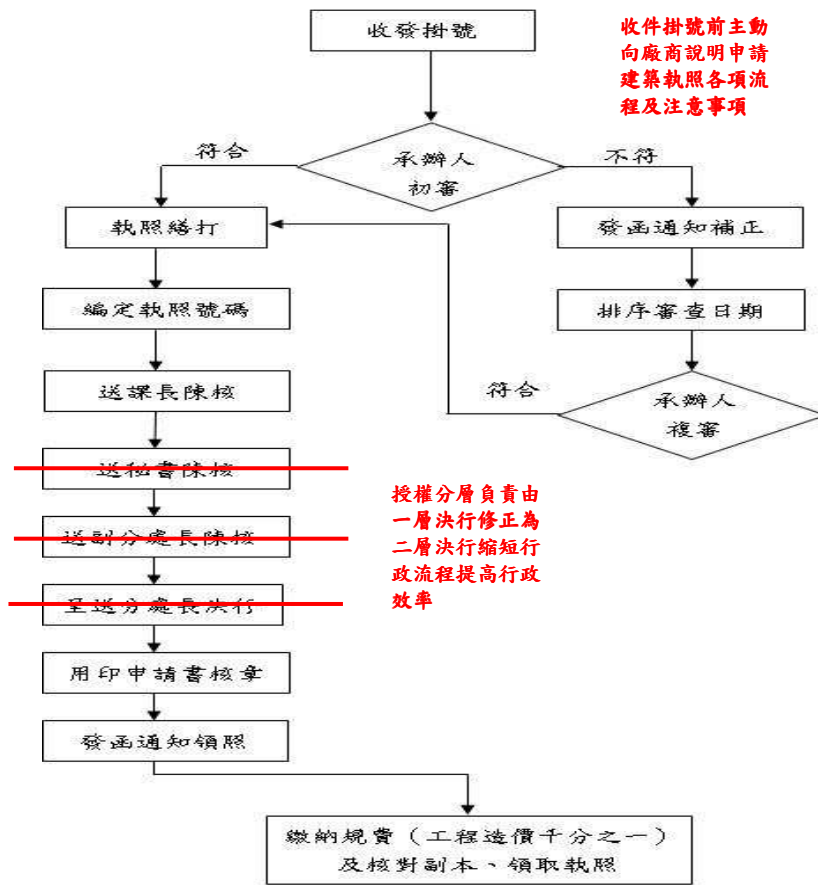 收發掛號
收件掛號前主動
向廠商說明申請
建築執照各項流
程及注意事項
承辦人
初審
符合
不符
執照繕打
發函通知補正
編定執照號碼
排序審查日期
送課長陳核
符合
承辦人
複審
送秘書陳核
送副分處長陳核
呈送分處長決行
授權分層負責由
一層決行修正為
二層決行縮短行
政流程提高行政
效率
用印申請書核章
發函通知領照
繳納規費（工程造價千分之一）
及核對副本、領取執照